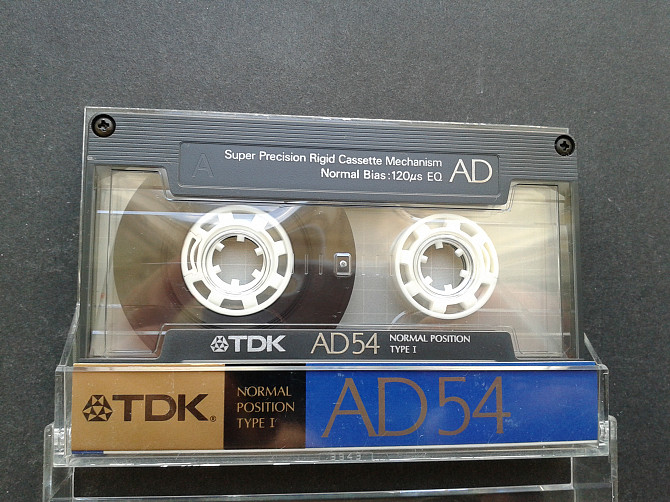 A
Super Precision Rigid Cassette Mechanism
Normal Bias:120μs EQ
AD
TDK
AD54
NORMAL POSITION
TYPE I
TDK®
NORMAL
POSITION
TYPE I
AD54